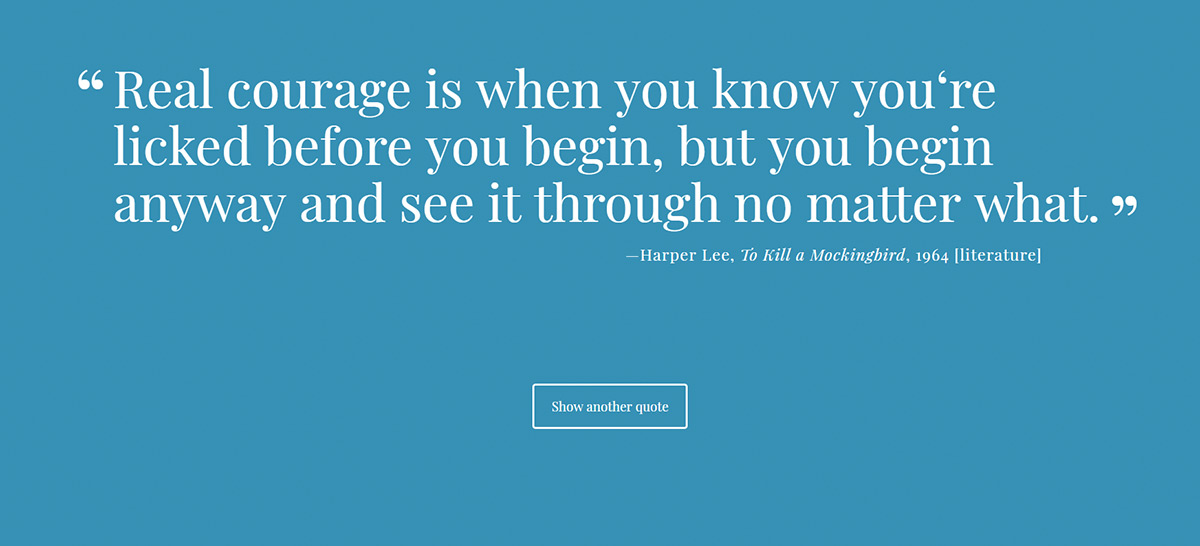 “Real courage is when you know you‘re
licked before you begin, but you begin
anyway and see it through no matter what.”
—Harper Lee, To Kill a Mockingbird, 1964 [literature]
Show another quote